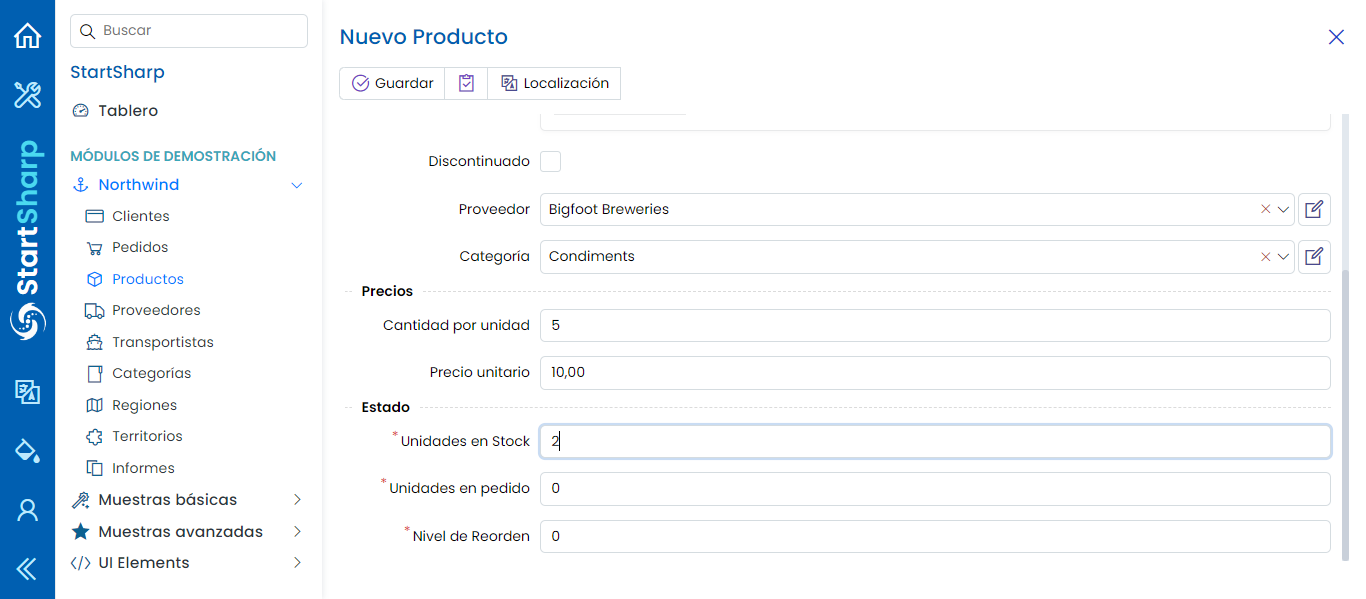 StartSharp
Buscar
StartSharp
Tablero
MÓDULOS DE DEMOSTRACIÓN
Northwind
Clientes
Pedidos
Productos
Proveedores
Transportistas
Categorías
Regiones
Territorios
Informes
Muestras básicas
Muestras avanzadas
UI Elements
Nuevo Producto
Guardar
Localización
Discontinuado
Proveedor Bigfoot Breweries
Categoría Condiments
Precios
Cantidad por unidad 5
Precio unitario 10,00
Estado
*Unidades en Stock 2
*Unidades en pedido 0
*Nivel de Reorden 0